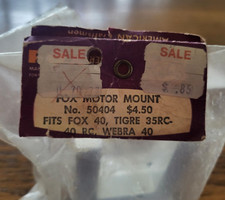 SALE
SALE
FOX MOTOR MOUNT
No. 50404 $4.50
FITS FOX 40, TIGRE 35RC-
40 RC, WEBRA 40